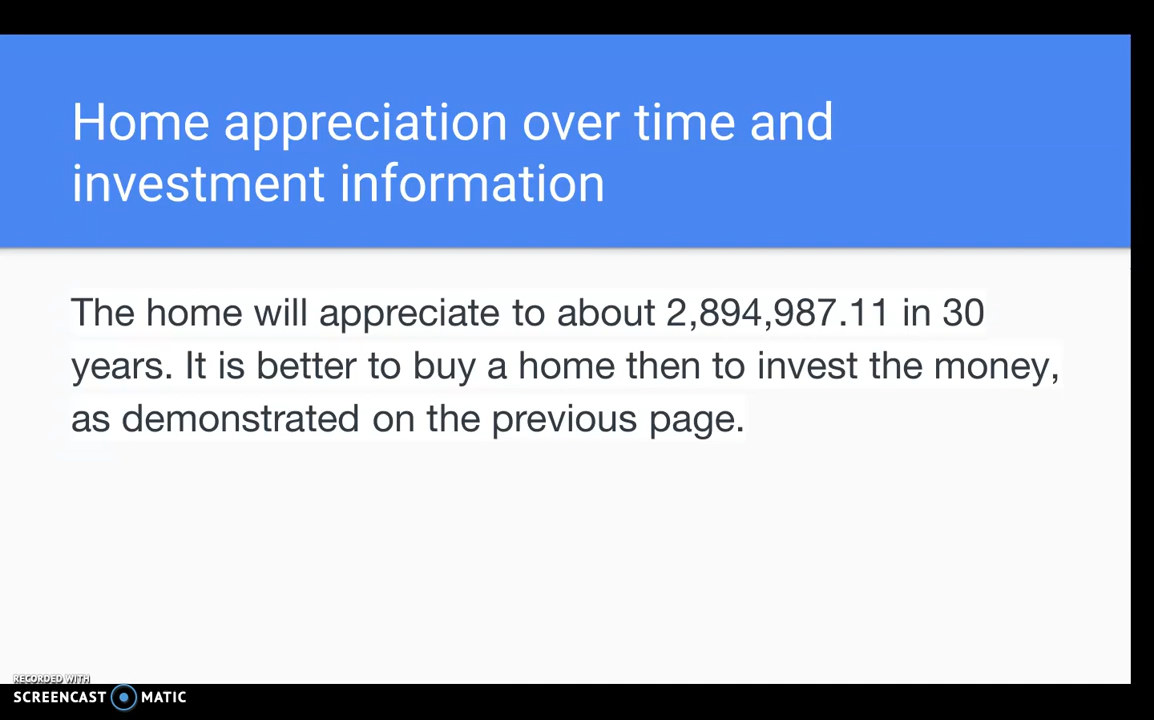 Home appreciation over time and
investment information
The home will appreciate to about 2,894,987.11 in 30
years. It is better to buy a home then to invest the money,
as demonstrated on the previous page.
RECORDED WITH
SCREENCAST MATIC